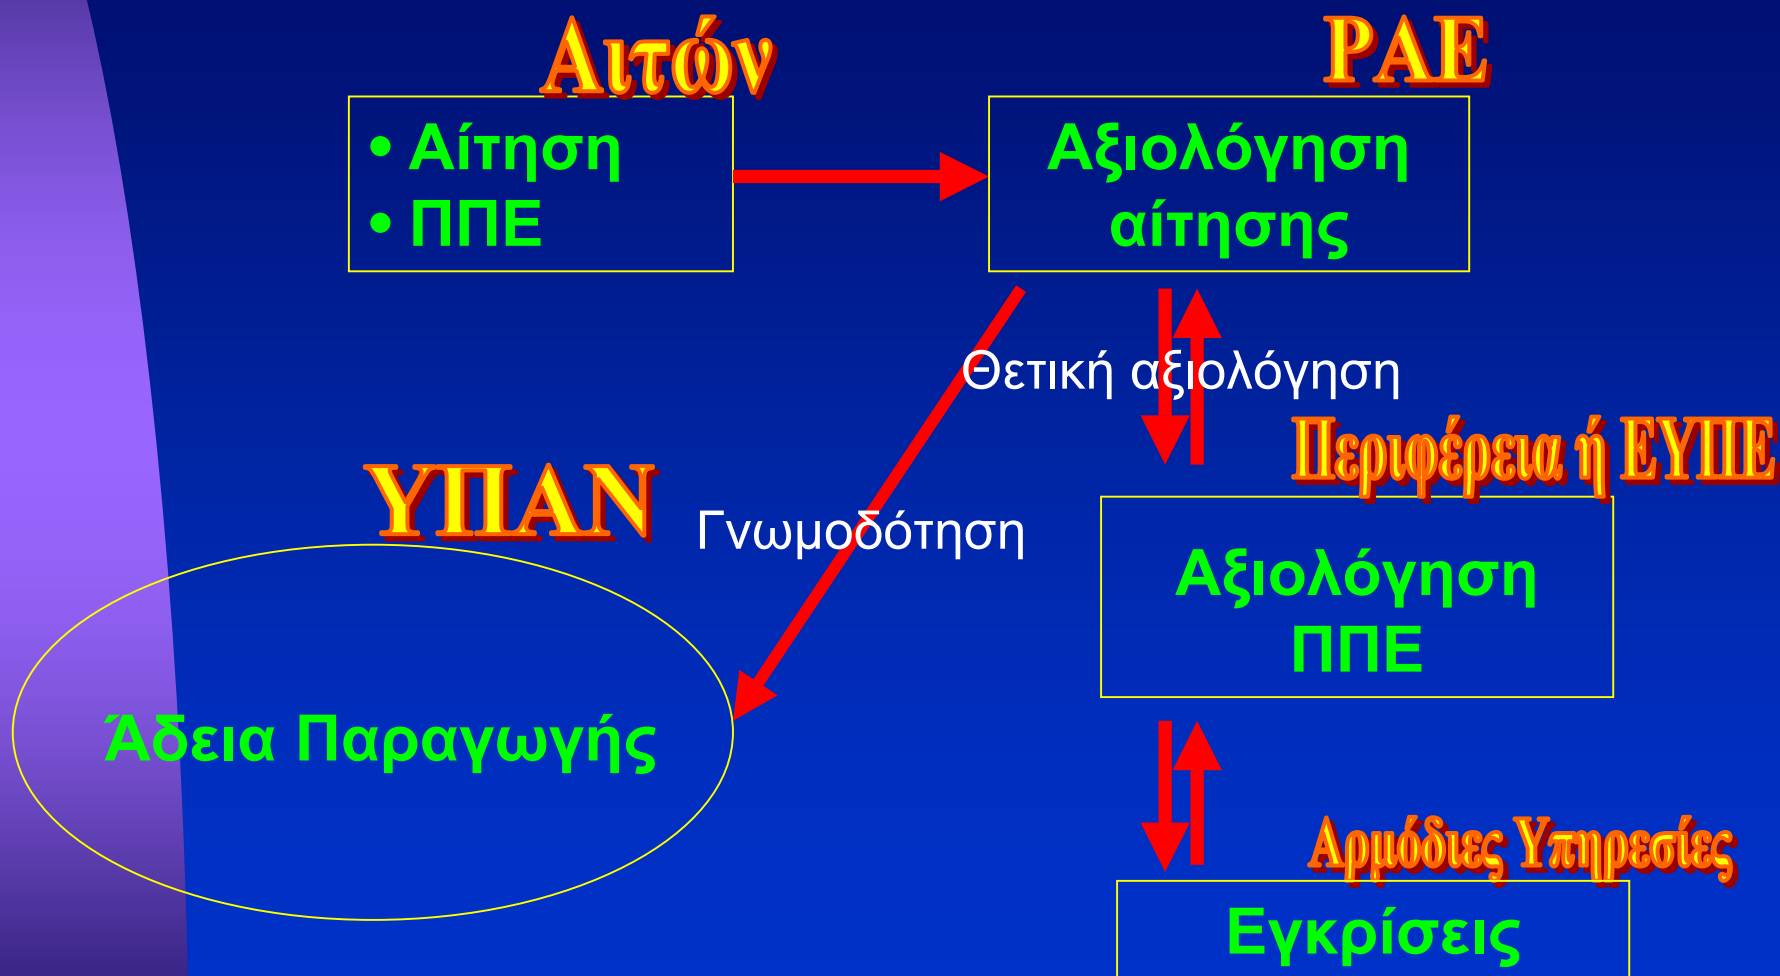 Αιτών
ΡΑΕ
• Αίτηση
• ΠΠΕ
Αξιολόγηση
αίτησης
Θετική αξιολόγηση
Περιφέρεια ή ΕΥΠΕ
ΥΠΑΝ
Γνωμοδότηση
Αξιολόγηση
ΠΠΕ
Άδεια Παραγωγής
Αρμόδιες Υπηρεσίες
Εγκρίσεις